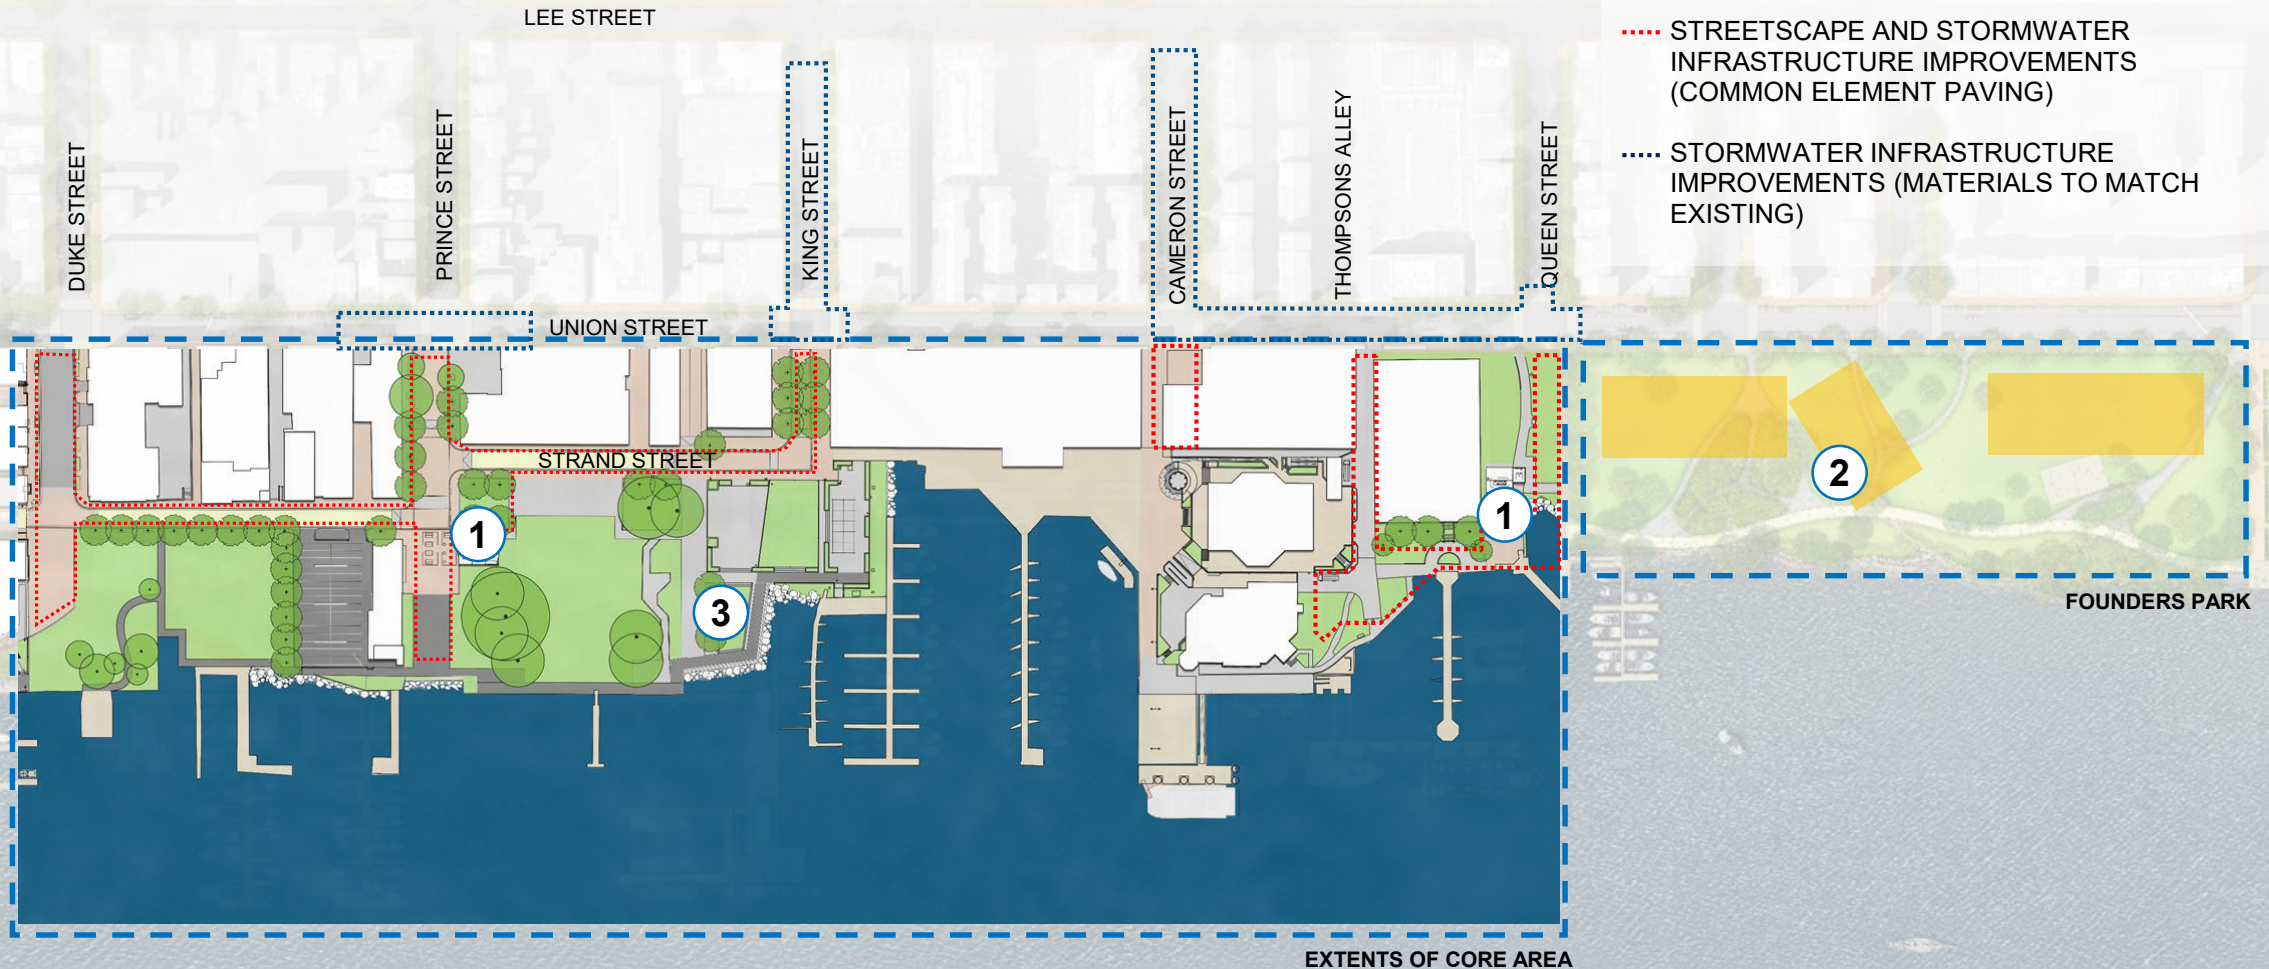 LEE STREET
STREETSCAPE AND STORMWATER
INFRASTRUCTURE IMPROVEMENTS
(COMMON ELEMENT PAVING)
STORMWATER INFRASTRUCTURE
IMPROVEMENTS (MATERIALS TO MATCH
EXISTING)
DUKE STREET
PRINCE STREET
KING STREET
CAMERON STREET
THOMPSONS ALLEY
QUEEN STREET
UNION STREET
STRAND STREET
1
3
1
2
FOUNDERS PARK
EXTENTS OF CORE AREA